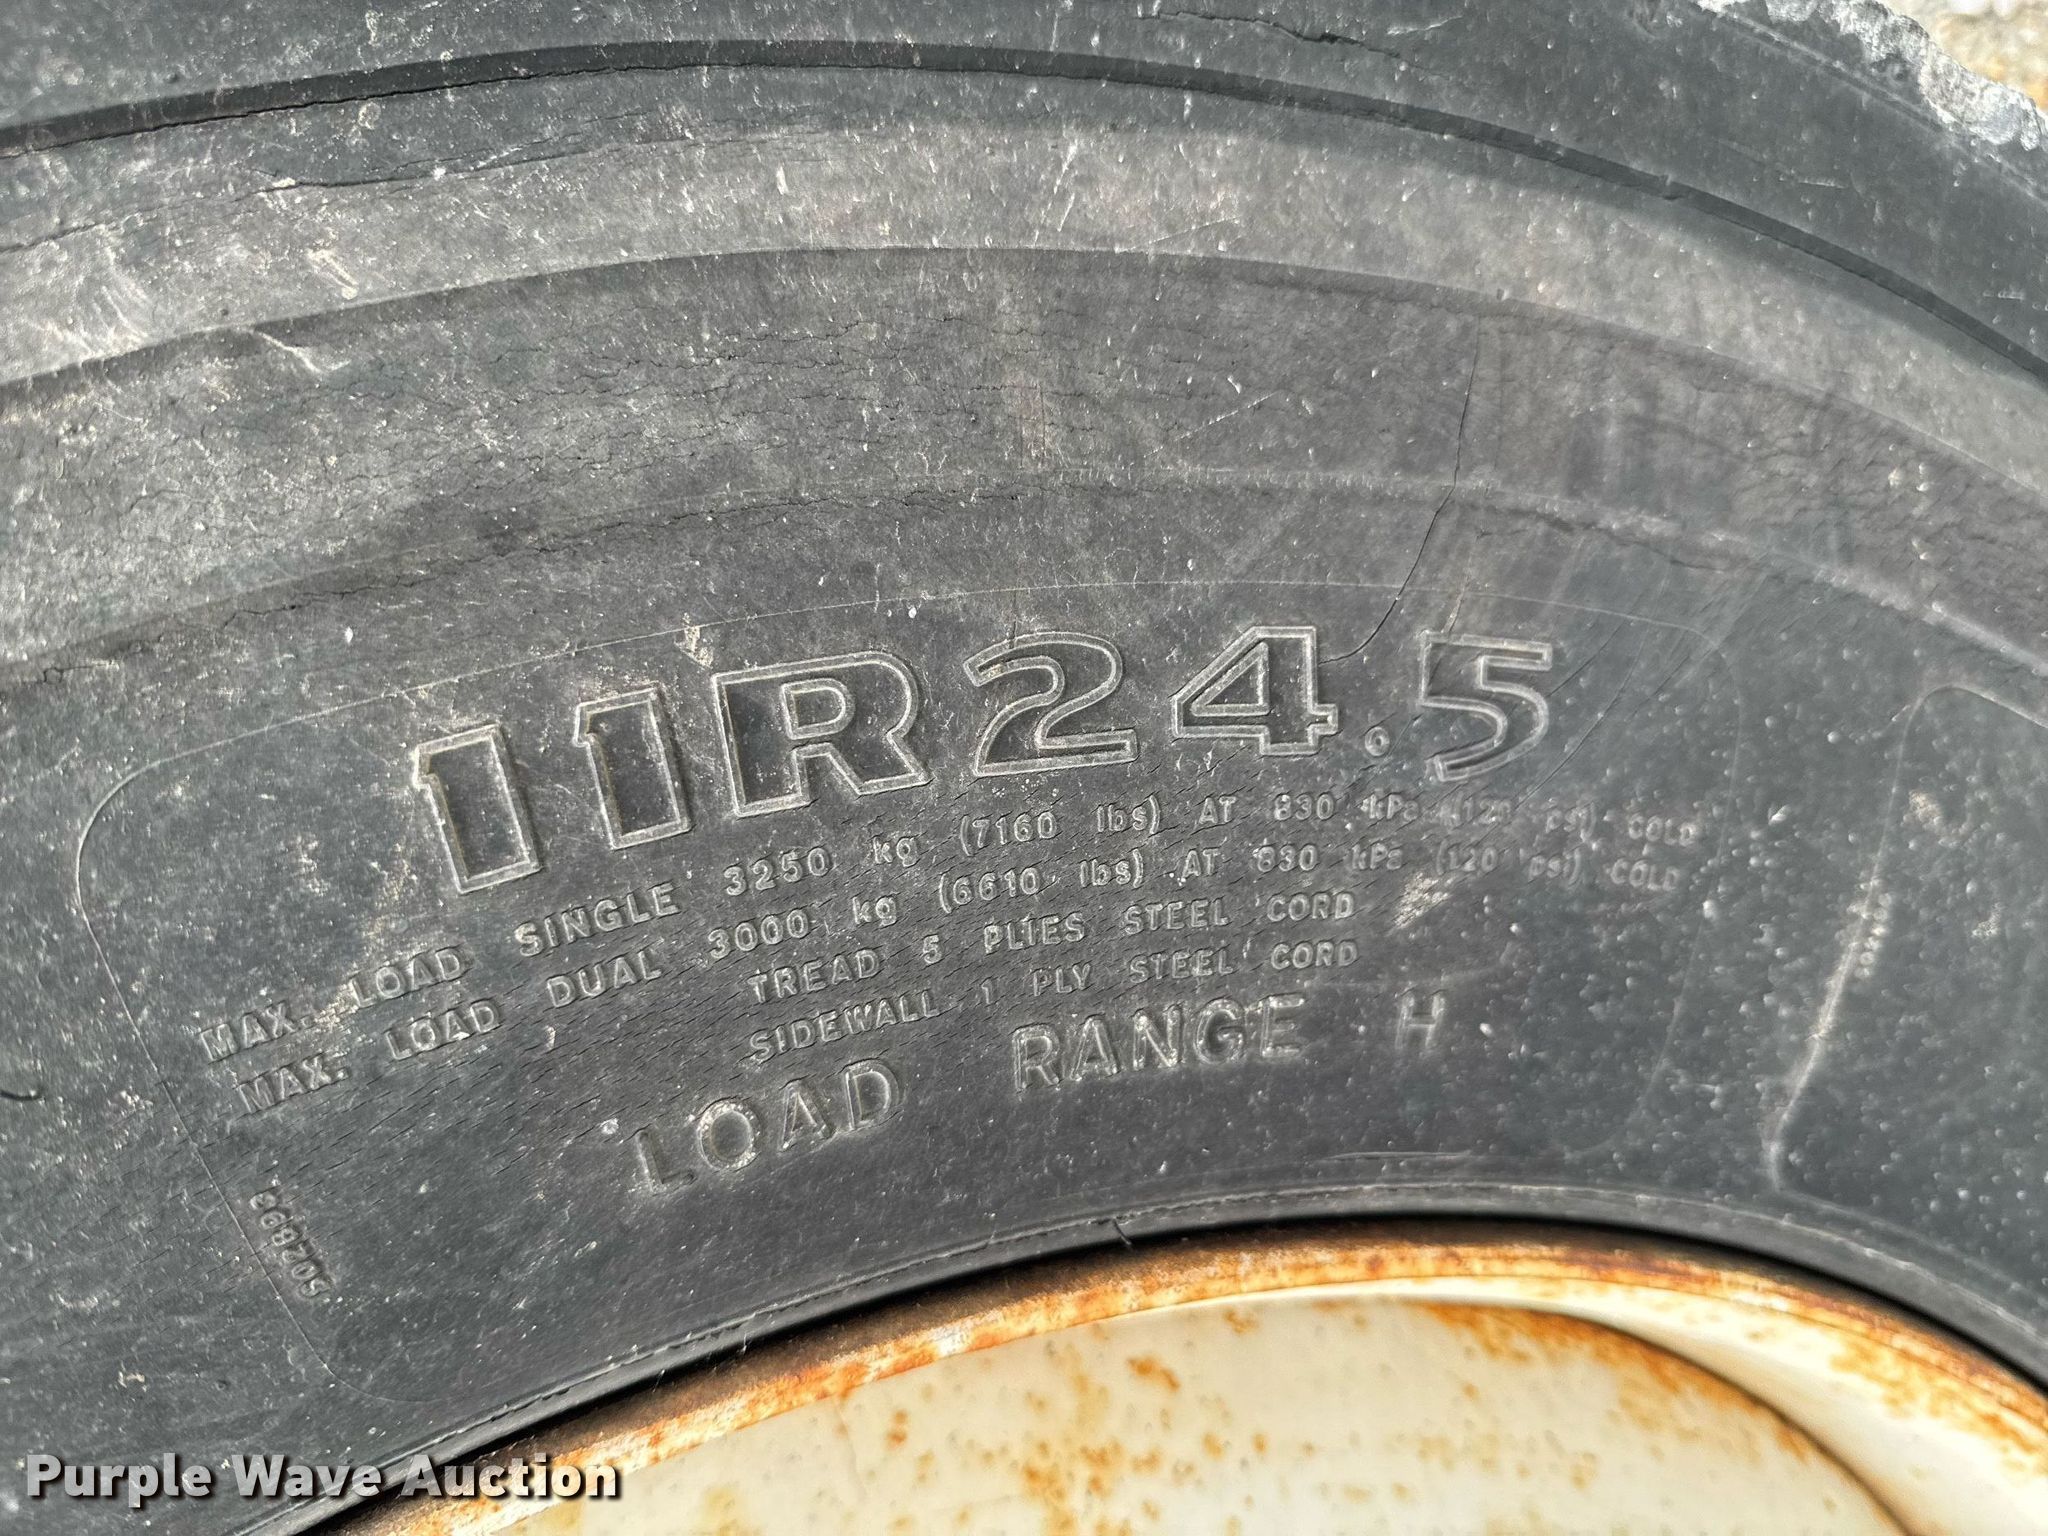 11R24.5
MAX. LOAD SINGLE 3250 kg (7160 lbs) AT 830 kPa (120 psi) COLD
MAX. LOAD DUAL 3000 kg (6610 lbs) AT 830 kPa (120 psi) COLD
TREAD 5 PLIES STEEL CORD
SIDEWALL 1 PLY STEEL CORD
LOAD RANGE H
Purple Wave Auction